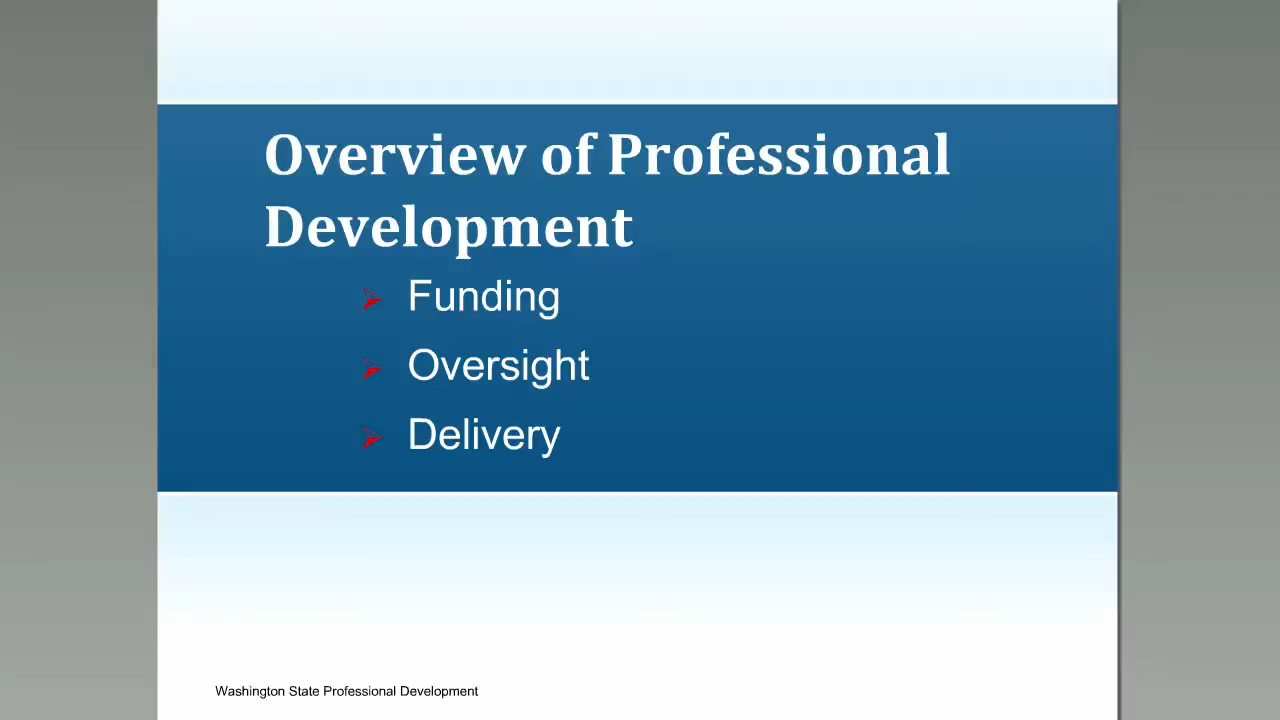 Overview of Professional
Development
Funding
Oversight
Delivery
Washington State Professional Development